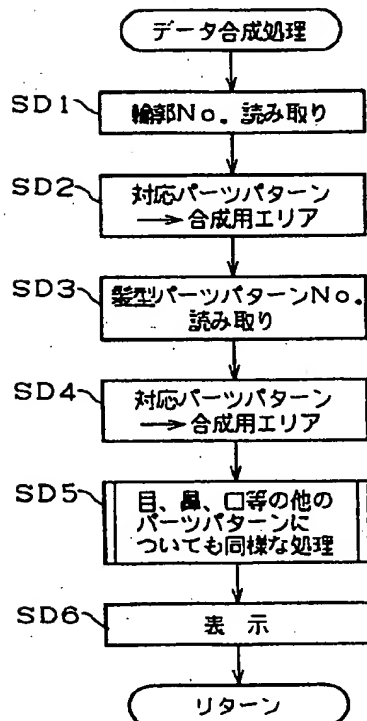 データ合成処理
SD1
輪郭No.読み取り
SD2
対応パーツパターン
→合成用エリア
SD3
髪型パーツパターンNo.
読み取り
SD4
対応パーツパターン
→合成用エリア
SD5
目、鼻、口等の他の
パーツパターンに
ついても同様な処理
SD6
表 示
リターン